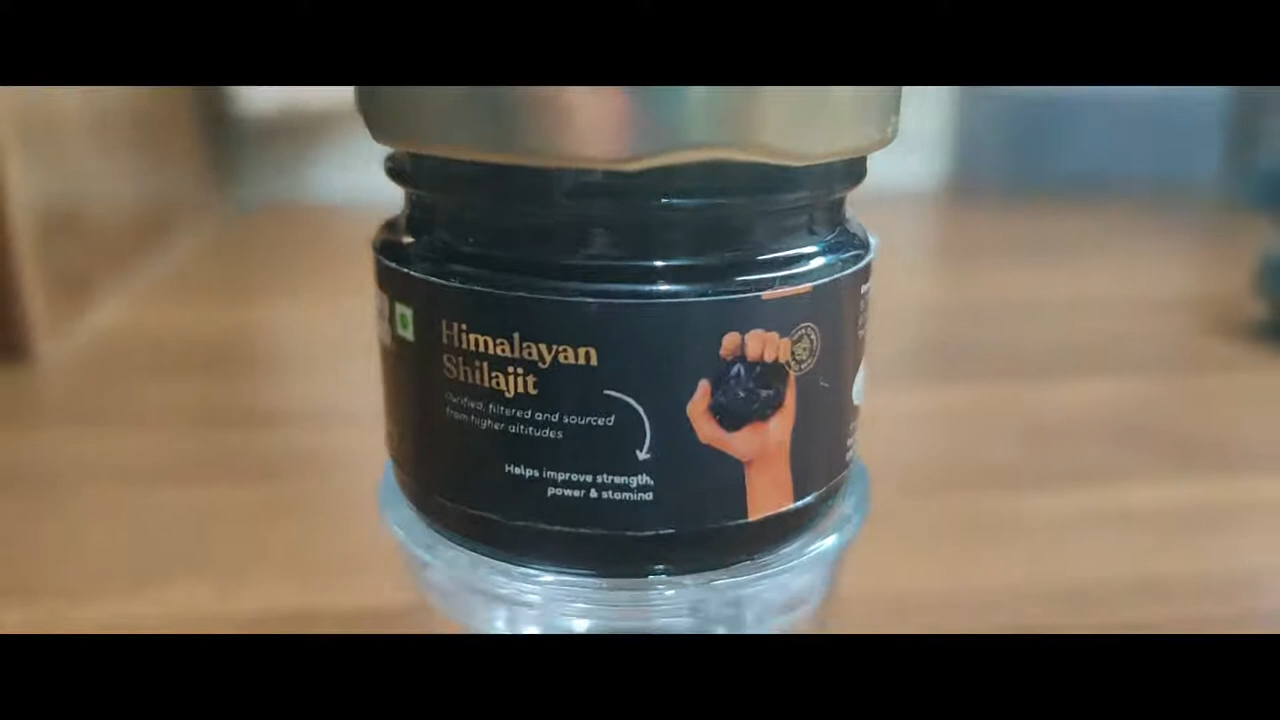 Himalayan
Shilajit
Purified, filtered and sourced
from higher altitudes
Helps improve strength,
power & stamina